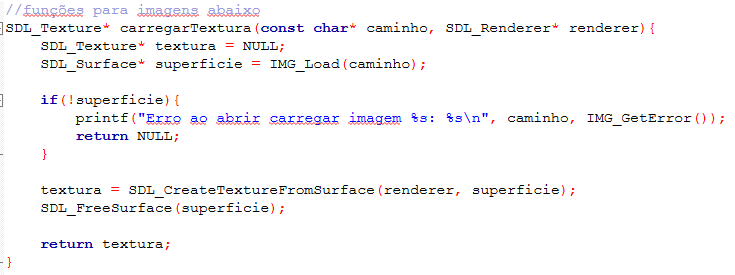 //funções para imagens abaixo
SDL_Texture* carregarTextura(const char* caminho, SDL_Renderer* renderer){
    SDL_Texture* textura = NULL;
    SDL_Surface* superficie = IMG_Load(caminho);

    if(!superficie){
        printf("Erro ao abrir carregar imagem %s: %s\n", caminho, IMG_GetError());
        return NULL;
    }

    textura = SDL_CreateTextureFromSurface(renderer, superficie);
    SDL_FreeSurface(superficie);

    return textura;
}